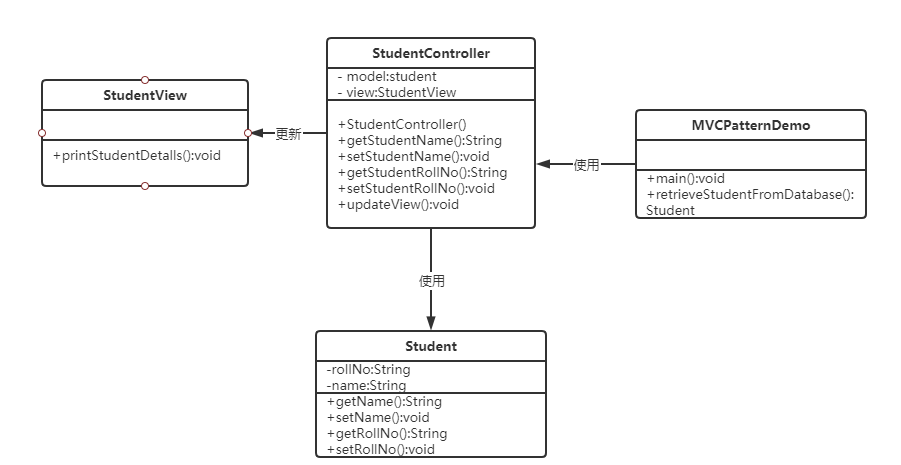 StudentController
- model:student
- view:StudentView
+StudentController()
+getStudentName():String
+setStudentName():void
+getStudentRollNo():String
+setStudentRollNo():void
+updateView():void
StudentView
+printStudentDetalls():void
更新
MVCPatternDemo
+main():void
+retrieveStudentFromDatabase():
Student
使用
使用
Student
-rollNo:String
-name:String
+getName():String
+setName():void
+getRollNo():String
+setRollNo():void